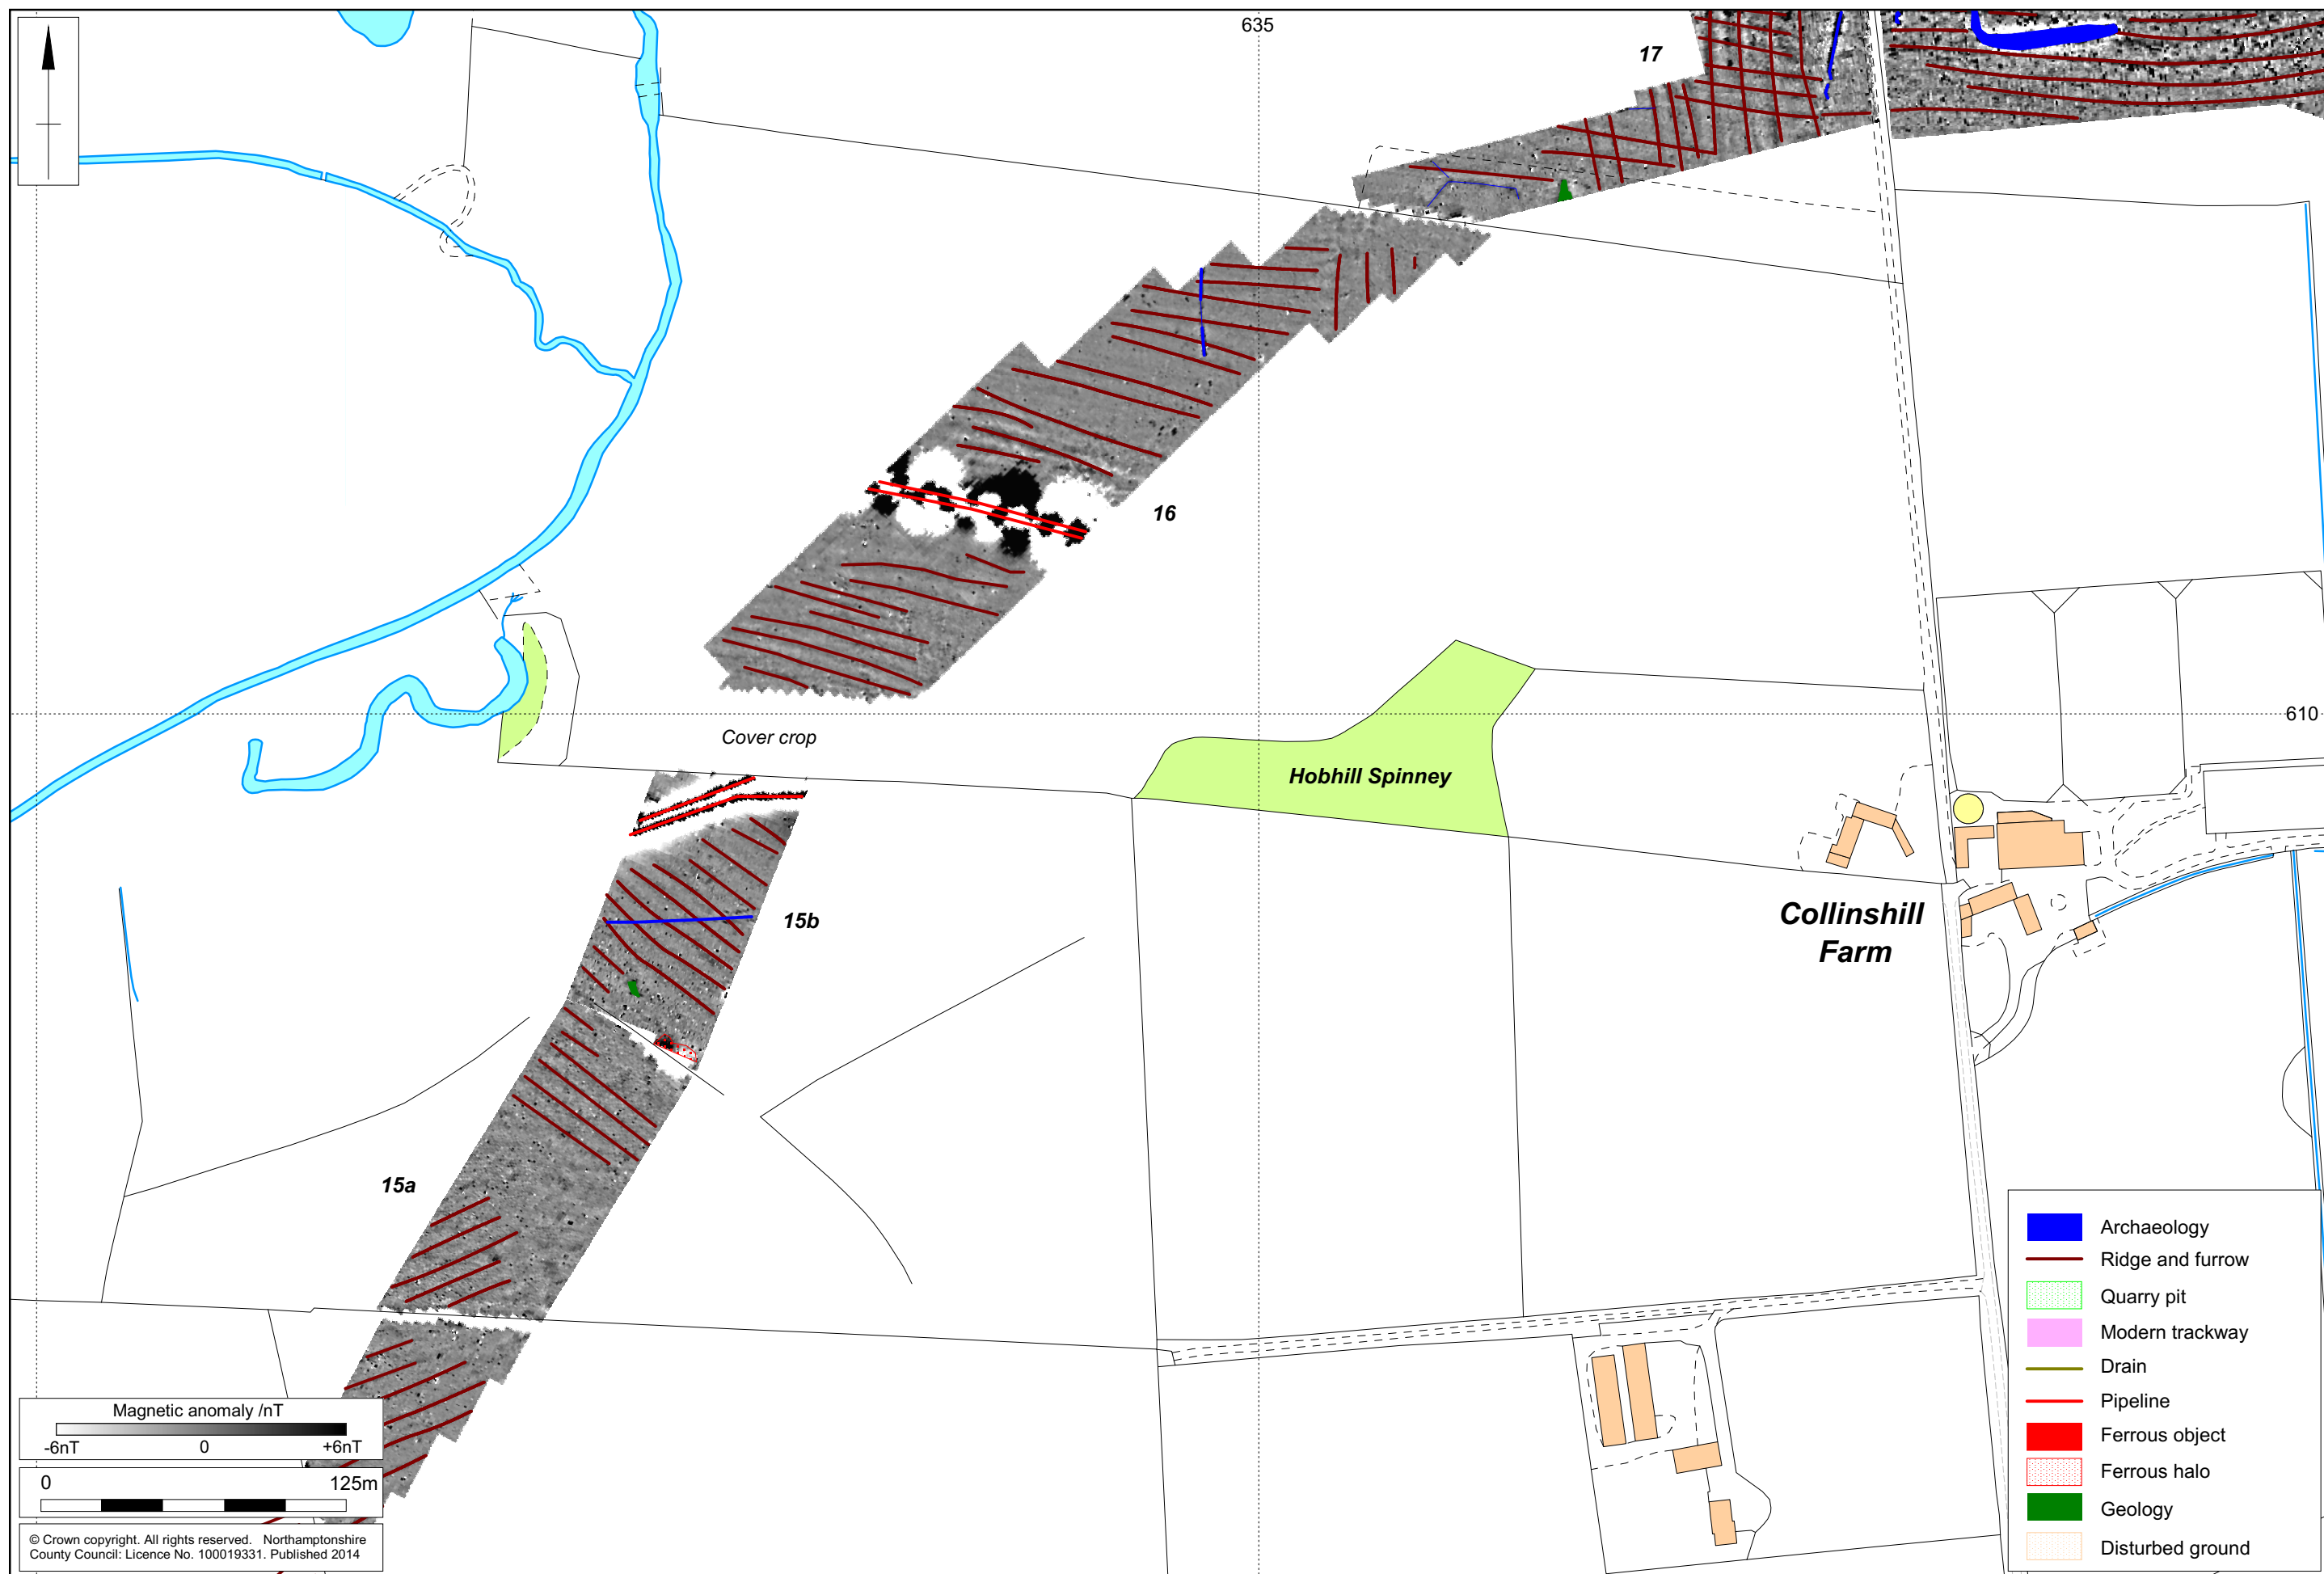 635
17
16
610
Cover crop
Hobhill Spinney
15b
Collinshill
Farm
15a
Archaeology
Ridge and furrow
Quarry pit
Modern trackway
Drain
Pipeline
Ferrous object
Ferrous halo
Geology
Disturbed ground
Magnetic anomaly /nT
-6nT 0 +6nT
0 125m
© Crown copyright. All rights reserved. Northamptonshire
County Council: Licence No. 100019331. Published 2014